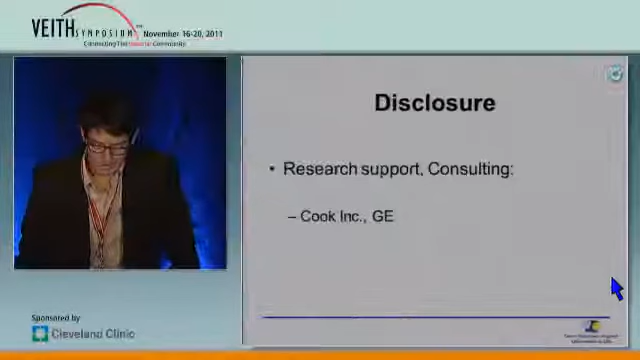 VEITHSYMPOSIUM
November 16-20, 2011
Connecting The Community
Disclosure
• Research support, Consulting:
– Cook Inc., GE
Sponsored by
Cleveland Clinic